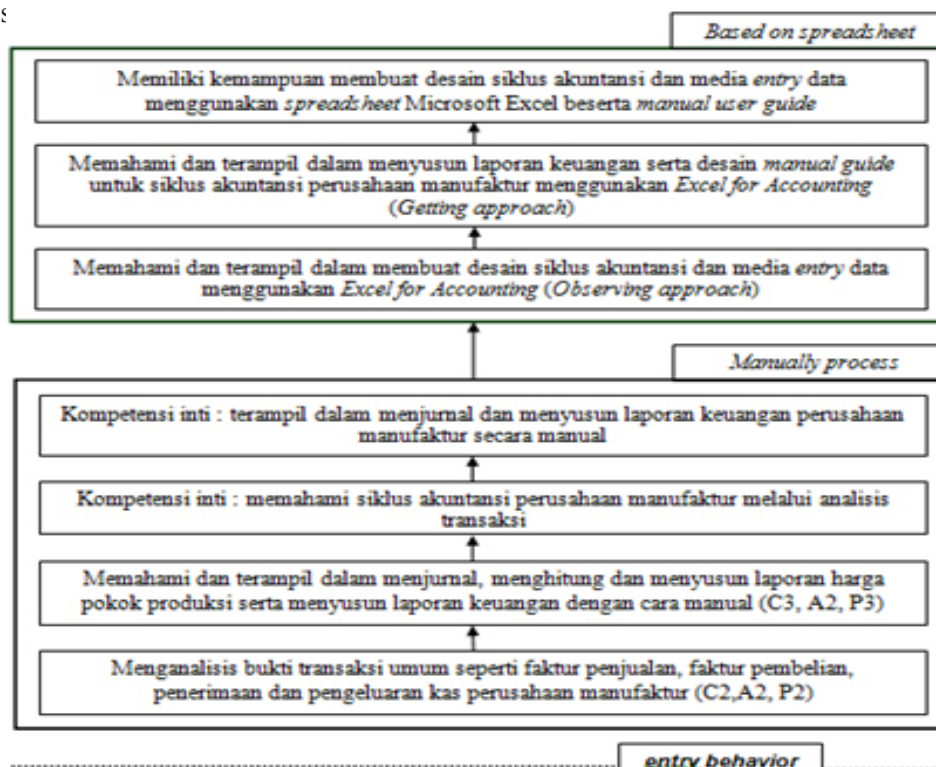 Based on spreadsheet
Memiliki kemampuan membuat desain siklus akuntansi dan media entry data
menggunakan spreadsheet Microsoft Excel beserta manual user guide
Memahami dan terampil dalam menyusun laporan keuangan serta desain manual guide
untuk siklus akuntansi perusahaan manufaktur menggunakan Excel for Accounting
(Getting approach)
Memahami dan terampil dalam membuat desain siklus akuntansi dan media entry data
menggunakan Excel for Accounting (Observing approach)
Manually process
Kompetensi inti : terampil dalam menjurnal dan menyusun laporan keuangan perusahaan
manufaktur secara manual
Kompetensi inti : memahami siklus akuntansi perusahaan manufaktur melalui analisis
transaksi
Memahami dan terampil dalam menjurnal, menghitung dan menyusun laporan harga
pokok produksi serta menyusun laporan keuangan dengan cara manual (C3, A2, P3)
Menganalisis bukti transaksi umum seperti faktur penjualan, faktur pembelian,
penerimaan dan pengeluaran kas perusahaan manufaktur (C2,A2, P2)
entry behavior